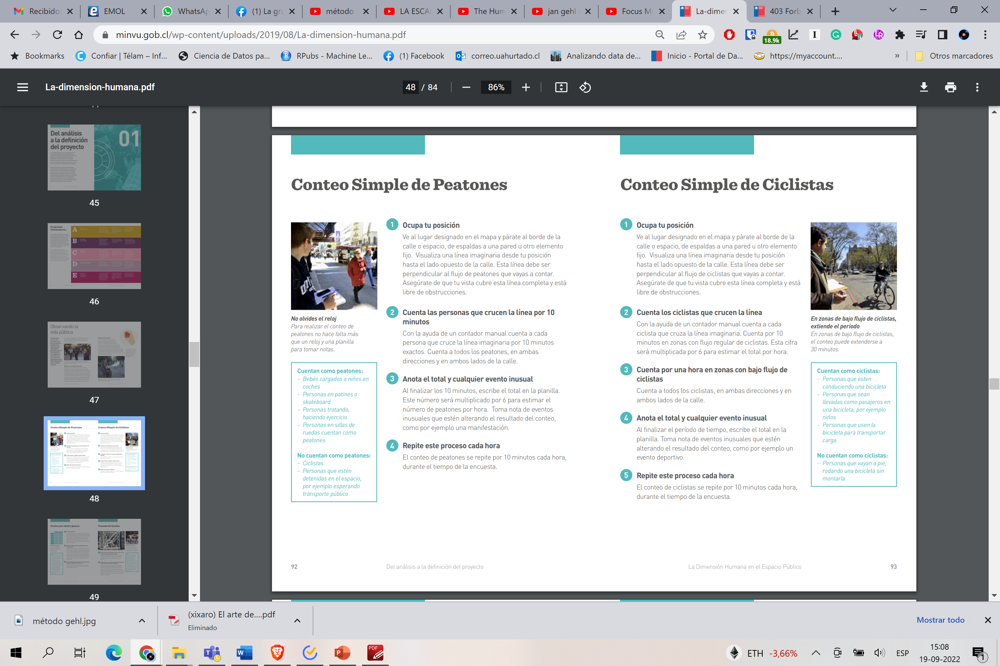 Recibido
EMOL
WhatsAp
(1) La gra
método
LA ESCA
The Hum
jan gehl
Focus M
La-dimer
403 Forb
minvu.gob.cl/wp-content/uploads/2019/08/La-dimension-humana.pdf
18.9k
Bookmarks
Confiar | Télam – Inf...
Ciencia de Datos pa...
RPubs - Machine Le...
(1) Facebook
correo.uahurtado.cl
Analizando data de...
Inicio - Portal de Da...
https://myaccount....
»
Otros marcadores
La-dimension-humana.pdf
48 / 84
86%
Del análisis
a la definición
del proyecto
01
45
Preguntas
Orientadoras
A
B
C
D
E
46
Observando la
vida pública
47
Conteo Simple de Peatones
Conteo Simple de Ciclistas
48
Conteo por edad y género
Trazado de Sendas
49
Conteo Simple de Peatones
No olvides el reloj
Para realizar el conteo de
peatones no hace falta más
que un reloj y una planilla
para tomar notas.
Cuentan como peatones:
– Bebés cargados o niños en
coches
– Personas en patines o
skateboard
– Personas trotando,
haciendo ejercicio
– Personas en sillas de
ruedas cuentan como
peatones
No cuentan como peatones:
– Ciclistas
– Personas que estén
detenidas en el espacio,
por ejemplo esperando
transporte público
1 Ocupa tu posición
Ve al lugar designado en el mapa y párate al borde de la
calle o espacio, de espaldas a una pared u otro elemento
fijo. Visualiza una línea imaginaria desde tu posición
hasta el lado opuesto de la calle. Esta línea debe ser
perpendicular al flujo de peatones que vayas a contar.
Asegúrate de que tu vista cubre esta línea completa y está
libre de obstrucciones.
2 Cuenta las personas que crucen la línea por 10
minutos
Con la ayuda de un contador manual cuenta a cada
persona que cruce la línea imaginaria por 10 minutos
exactos. Cuenta a todos los peatones, en ambas
direcciones y en ambos lados de la calle.
3 Anota el total y cualquier evento inusual
Al finalizar los 10 minutos, escribe el total en la planilla.
Este número será multiplicado por 6 para estimar el
número de peatones por hora. Toma nota de eventos
inusuales que estén alterando el resultado del conteo,
como por ejemplo una manifestación.
4 Repite este proceso cada hora
El conteo de peatones se repite por 10 minutos cada hora,
durante el tiempo de la encuesta.
92
Del análisis a la definición del proyecto
Conteo Simple de Ciclistas
1 Ocupa tu posición
Ve al lugar designado en el mapa y párate al borde de la
calle o espacio, de espaldas a una pared u otro elemento
fijo. Visualiza una línea imaginaria desde tu posición
hasta el lado opuesto de la calle. Esta línea debe ser
perpendicular al flujo de ciclistas que vayas a contar.
Asegúrate de que tu vista cubre esta línea completa y está
libre de obstrucciones.
2 Cuenta los ciclistas que crucen la línea
Con la ayuda de un contador manual cuenta a cada
ciclista que cruza la línea imaginaria. Cuenta por 10
minutos en zonas con flujo regular de ciclistas. Esta cifra
será multiplicada por 6 para estimar el total por hora.
3 Cuenta por una hora en zonas con bajo flujo de
ciclistas
Cuenta a todos los ciclistas, en ambas direcciones y en
ambos lados de la calle.
4 Anota el total y cualquier evento inusual
Al finalizar el período de tiempo, escribe el total en la
planilla. Toma nota de eventos inusuales que estén
alterando el resultado del conteo, como por ejemplo un
evento deportivo.
5 Repite este proceso cada hora
El conteo de ciclistas se repite por 10 minutos cada hora,
durante el tiempo de la encuesta.
En zonas de bajo flujo de ciclistas,
extiende el período
En zonas de bajo flujo de ciclistas,
el conteo puede extenderse a
30 minutos.
Cuentan como ciclistas:
– Personas que esten
conduciendo una bicicleta
– Personas que sean
llevadas como pasajeros en
una bicicleta, por ejemplo
niños
– Personas que usen la
bicicleta para transportar
carga
No cuentan como ciclistas:
– Personas que vayan a pie,
rodando una bicicleta sin
montarla
La Dimensión Humana en el Espacio Público
93
método gehl.jpg
(xixaro) El arte de....pdf
Eliminado
Mostrar todo
PDF
ETH -3,66%
ESP
15:08
19-09-2022
1